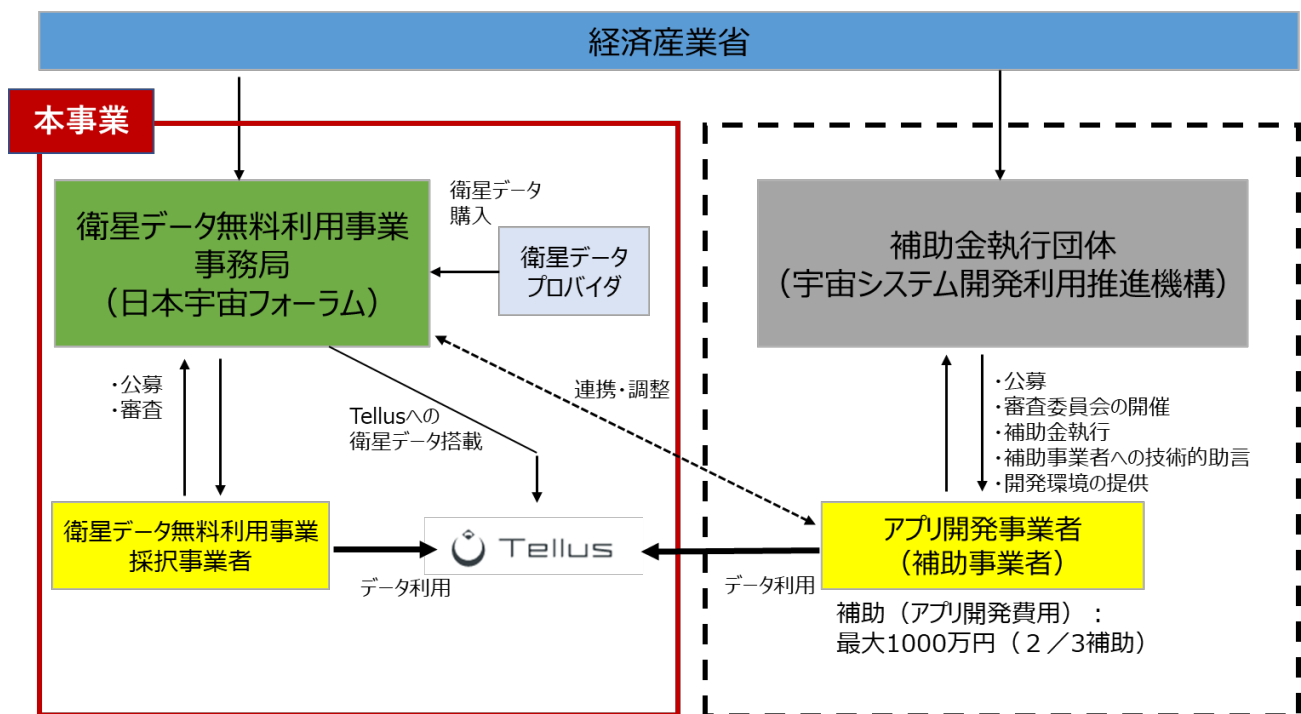 経済産業省
本事業
衛星データ無料利用事業
事務局
（日本宇宙フォーラム）
衛星データ
購入
衛星データ
プロバイダ
補助金執行団体
（宇宙システム開発利用推進機構）
・公募
・審査
Tellusへの
衛星データ搭載
連携・調整
・公募
・審査委員会の開催
・補助金執行
・補助事業者への技術的助言
・開発環境の提供
衛星データ無料利用事業
採択事業者
データ利用
Tellus
データ利用
アプリ開発事業者
（補助事業者）
補助（アプリ開発費用）：
最大1000万円（２／3補助）